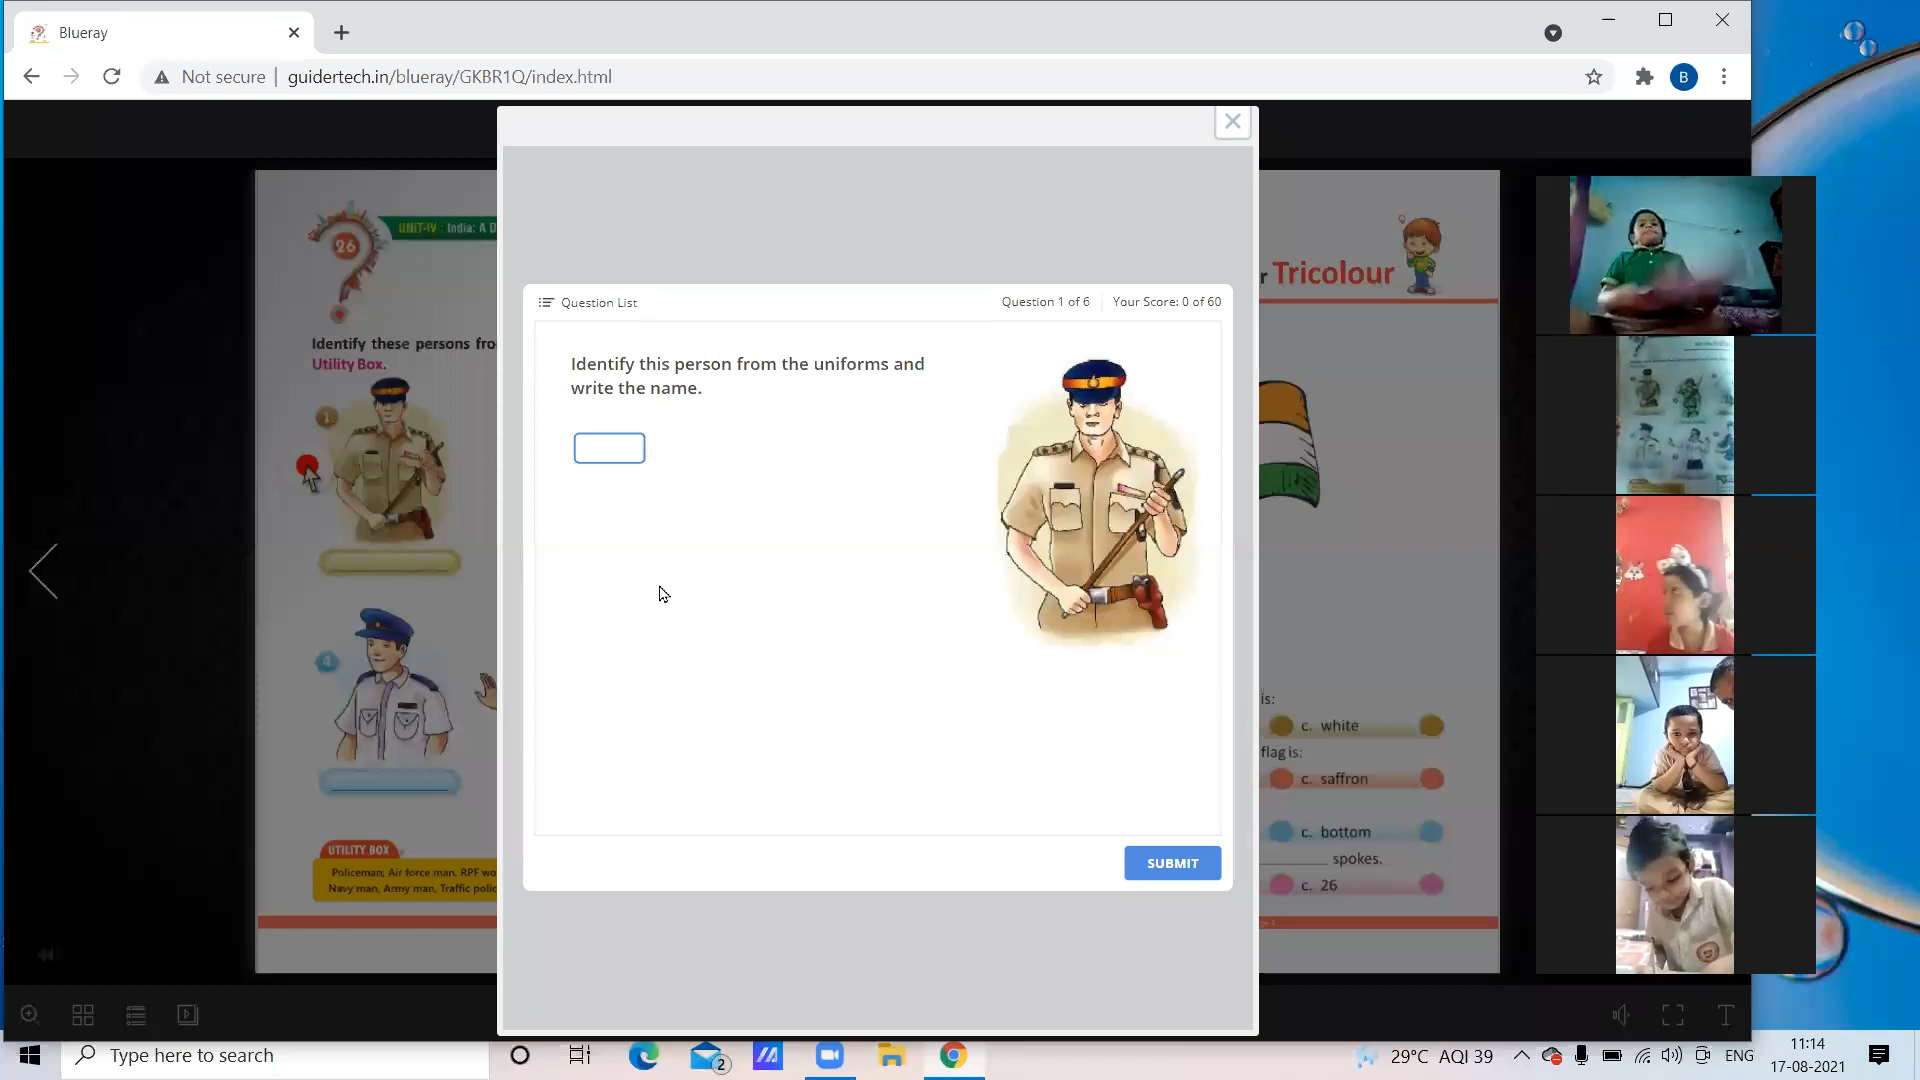 Blueray
Not secure
guidertech.in/blueray/GKBR1Q/index.html
B
26
UNIT-IV : India: A D
Identify these persons fro
Utility Box.
1
4
UTILITY BOX
Policeman, Air force man, RPF wo
Navy man, Army man, Traffic polic
Question List
Question 1 of 6
Your Score: 0 of 60
Identify this person from the uniforms and
write the name.
SUBMIT
r Tricolour
is:
c. white
flag is:
c. saffron
c. bottom
spokes.
c. 26
Type here to search
2
29°C AQI 39
ENG
11:14
17-08-2021